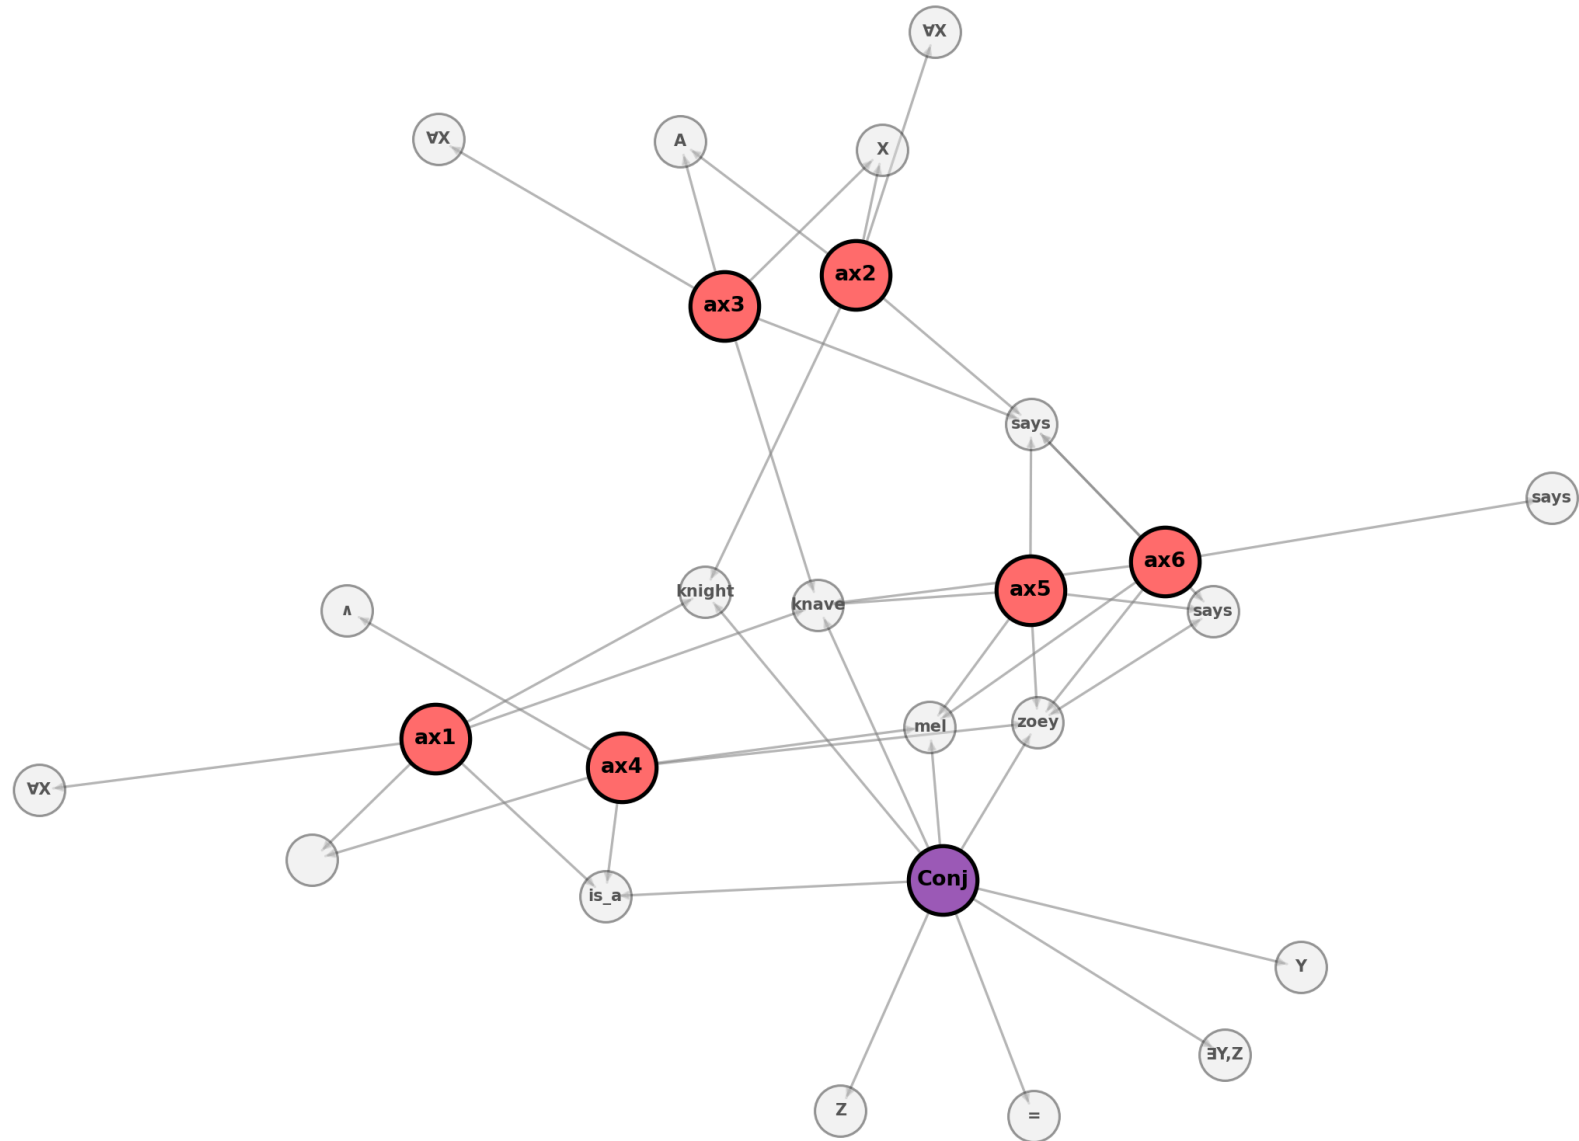 ∀X
∀X
A
X
ax2
ax3
says
says
ax6
ax5
knight
knave
says
∧
mel
zoey
ax1
ax4
∀X
Conj
is_a
Y
∃Y,Z
Z
=